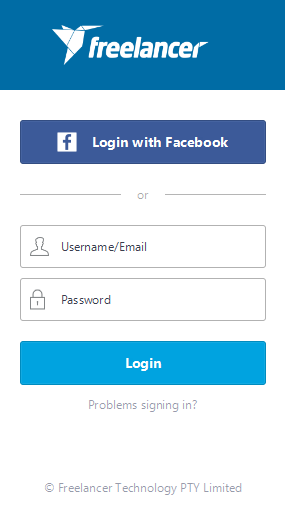 freelancer
Login with Facebook
or
Username/Email
Password
Login
Problems signing in?
© Freelancer Technology PTY Limited